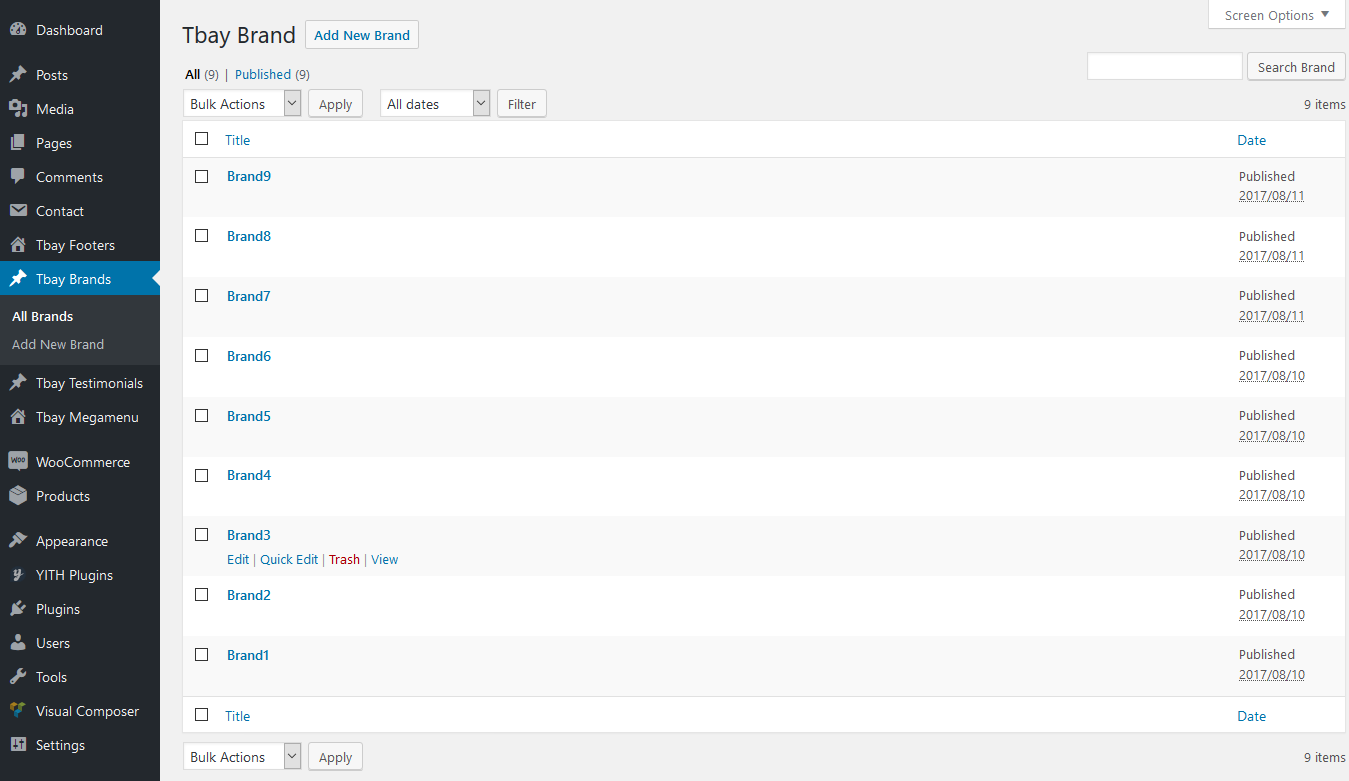 Dashboard
Posts
Media
Pages
Comments
Contact
Tbay Footers
Tbay Brands
All Brands
Add New Brand
Tbay Testimonials
Tbay Megamenu
WOO WooCommerce
Products
Appearance
YITH Plugins
Plugins
Users
Tools
Visual Composer
Settings
Screen Options
Tbay Brand Add New Brand
All (9) | Published (9)
Search Brand
Bulk Actions Apply All dates Filter 9 items
Title Date
Brand9 Published
2017/08/11
Brand8 Published
2017/08/11
Brand7 Published
2017/08/11
Brand6 Published
2017/08/10
Brand5 Published
2017/08/10
Brand4 Published
2017/08/10
Brand3 Published
Edit | Quick Edit | Trash | View 2017/08/10
Brand2 Published
2017/08/10
Brand1 Published
2017/08/10
Title Date
Bulk Actions Apply 9 items